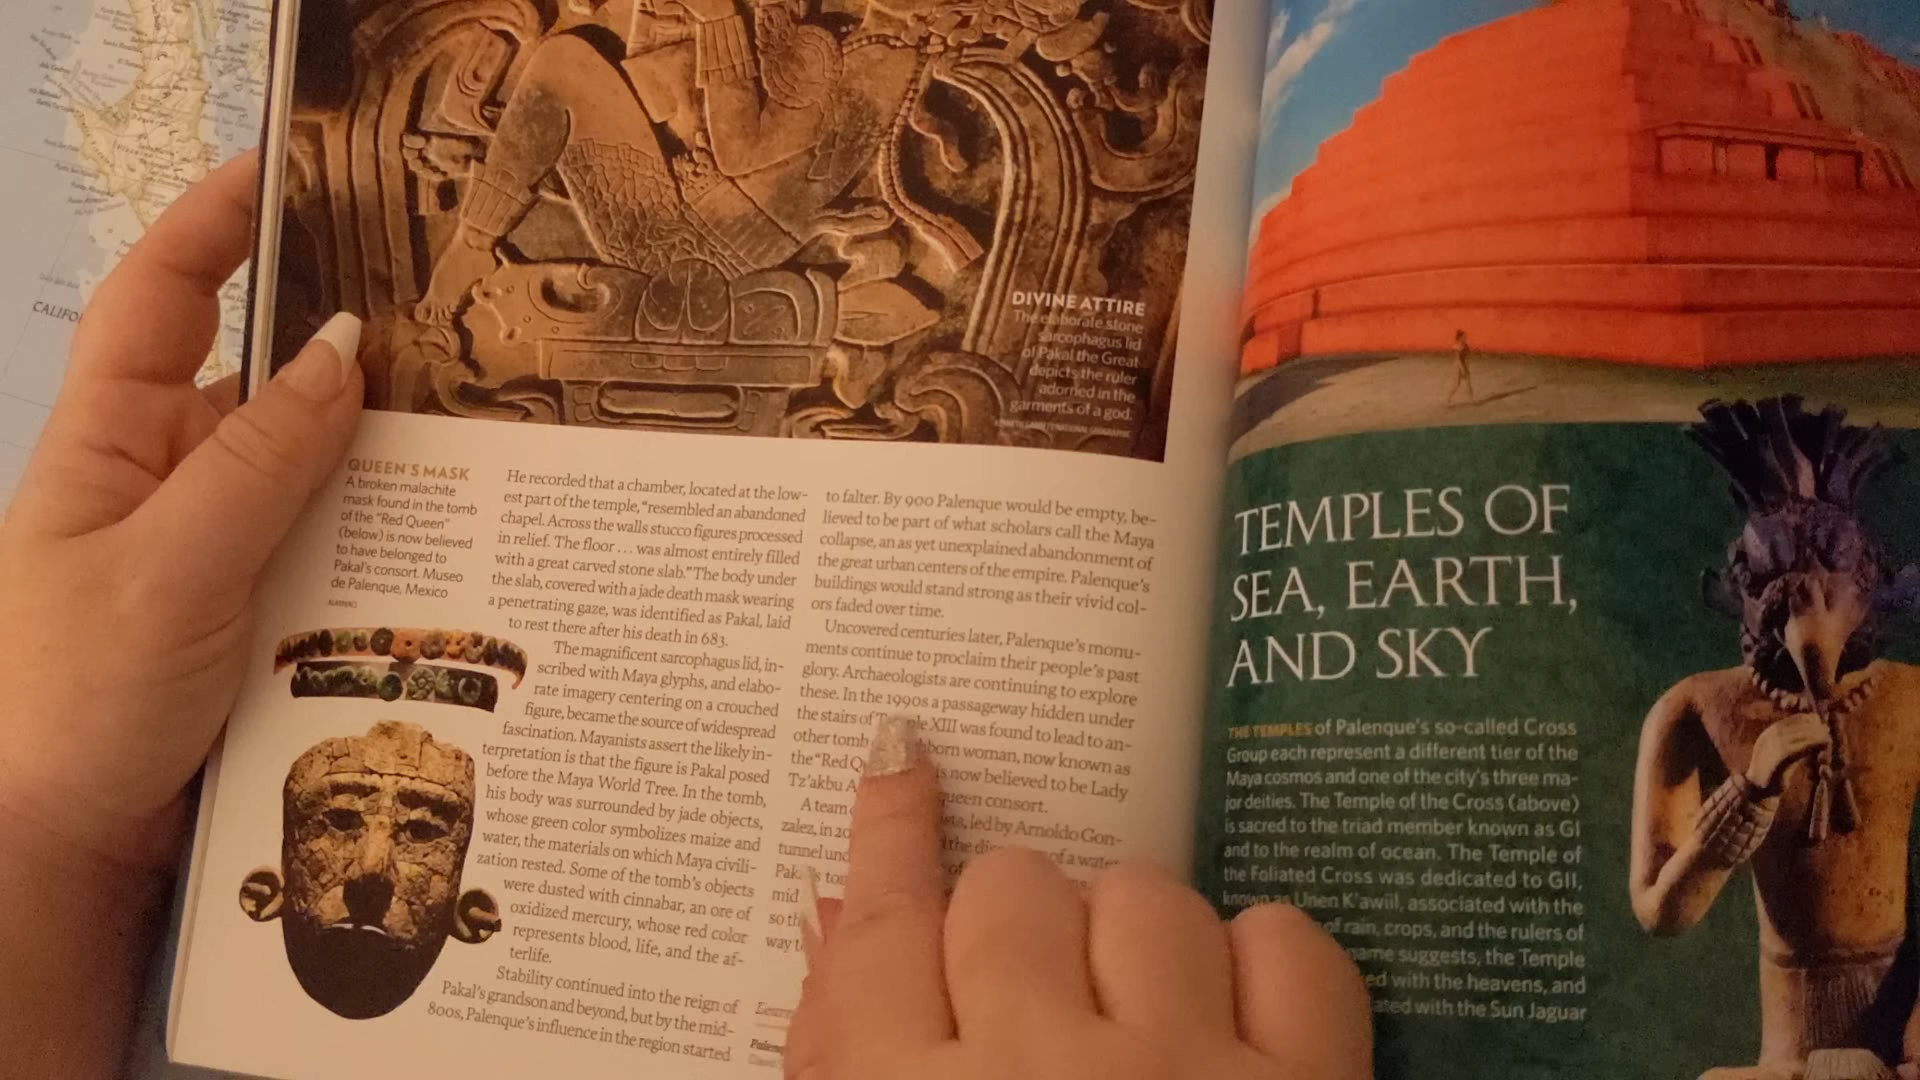 CALIFO
DIVINE ATTIRE
The elaborate stone
sarcophagus lid
of Pakal the Great
depicts the ruler
adorned in the
garments of a god.
QUEEN'S MASK
A broken malachite
mask found in the tomb
of the "Red Queen"
(below) is now believed
to have belonged to
Pakal's consort. Museo
de Palenque, Mexico
He recorded that a chamber, located at the low-
est part of the temple, "resembled an abandoned
chapel. Across the walls stucco figures processed
in relief. The floor . . . was almost entirely filled
with a great carved stone slab." The body under
the slab, covered with a jade death mask wearing
a penetrating gaze, was identified as Pakal, laid
to rest there after his death in 683.
The magnificent sarcophagus lid, in-
scribed with Maya glyphs, and elabo-
rate imagery centering on a crouched
figure, became the source of widespread
fascination. Mayanists assert the likely in-
terpretation is that the figure is Pakal posed
before the Maya World Tree. In the tomb,
his body was surrounded by jade objects,
whose green color symbolizes maize and
water, the materials on which Maya civili-
zation rested. Some of the tomb's objects
were dusted with cinnabar, an ore of
oxidized mercury, whose red color
represents blood, life, and the af-
terlife.
Stability continued into the reign of
Pakal's grandson and beyond, but by the mid-
800s, Palenque's influence in the region started
to falter. By 900 Palenque would be empty, be-
lieved to be part of what scholars call the Maya
collapse, an as yet unexplained abandonment of
the great urban centers of the empire. Palenque's
buildings would stand strong as their vivid col-
ors faded over time.
Uncovered centuries later, Palenque's monu-
ments continue to proclaim their people's past
glory. Archaeologists are continuing to explore
these. In the 1990s a passageway hidden under
the stairs of XIII was found to lead to an-
other tomb woman, now known as
the "Red is now believed to be Lady
Tz'akbu queen consort.
A team led by Arnoldo Gon-
zalez, in of a water
tunnel
mid
way
TEMPLES OF
SEA, EARTH,
AND SKY
THE TEMPLES of Palenque's so-called Cross
Group each represent a different tier of the
Maya cosmos and one of the city's three ma-
jor deities. The Temple of the Cross (above)
is sacred to the triad member known as GI
and to the realm of ocean. The Temple of
the Foliated Cross was dedicated to GII,
known as Unen K'awiil, associated with the
of rain, crops, and the rulers of
name suggests, the Temple
with the heavens, and
with the Sun Jaguar